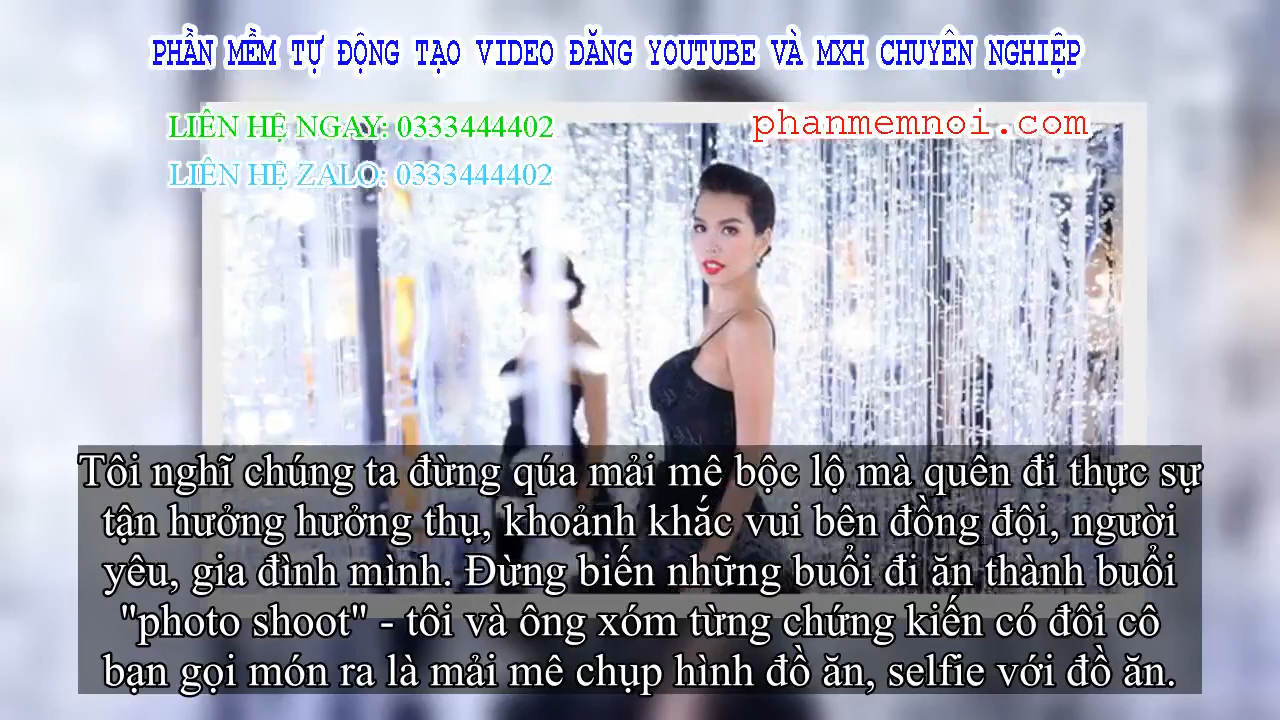 PHẦN MỀM TỰ ĐỘNG TẠO VIDEO ĐĂNG YOUTUBE VÀ MXH CHUYÊN NGHIỆP
LIÊN HỆ NGAY: 0333444402
phanmemnoi.com
LIÊN HỆ ZALO: 0333444402
Tôi nghĩ chúng ta đừng qúa mải mê bộc lộ mà quên đi thực sự
tận hưởng hưởng thụ, khoảnh khắc vui bên đồng đội, người
yêu, gia đình mình. Đừng biến những buổi đi ăn thành buổi
"photo shoot" - tôi và ông xóm từng chứng kiến có đôi cô
bạn gọi món ra là mải mê chụp hình đồ ăn, selfie với đồ ăn.